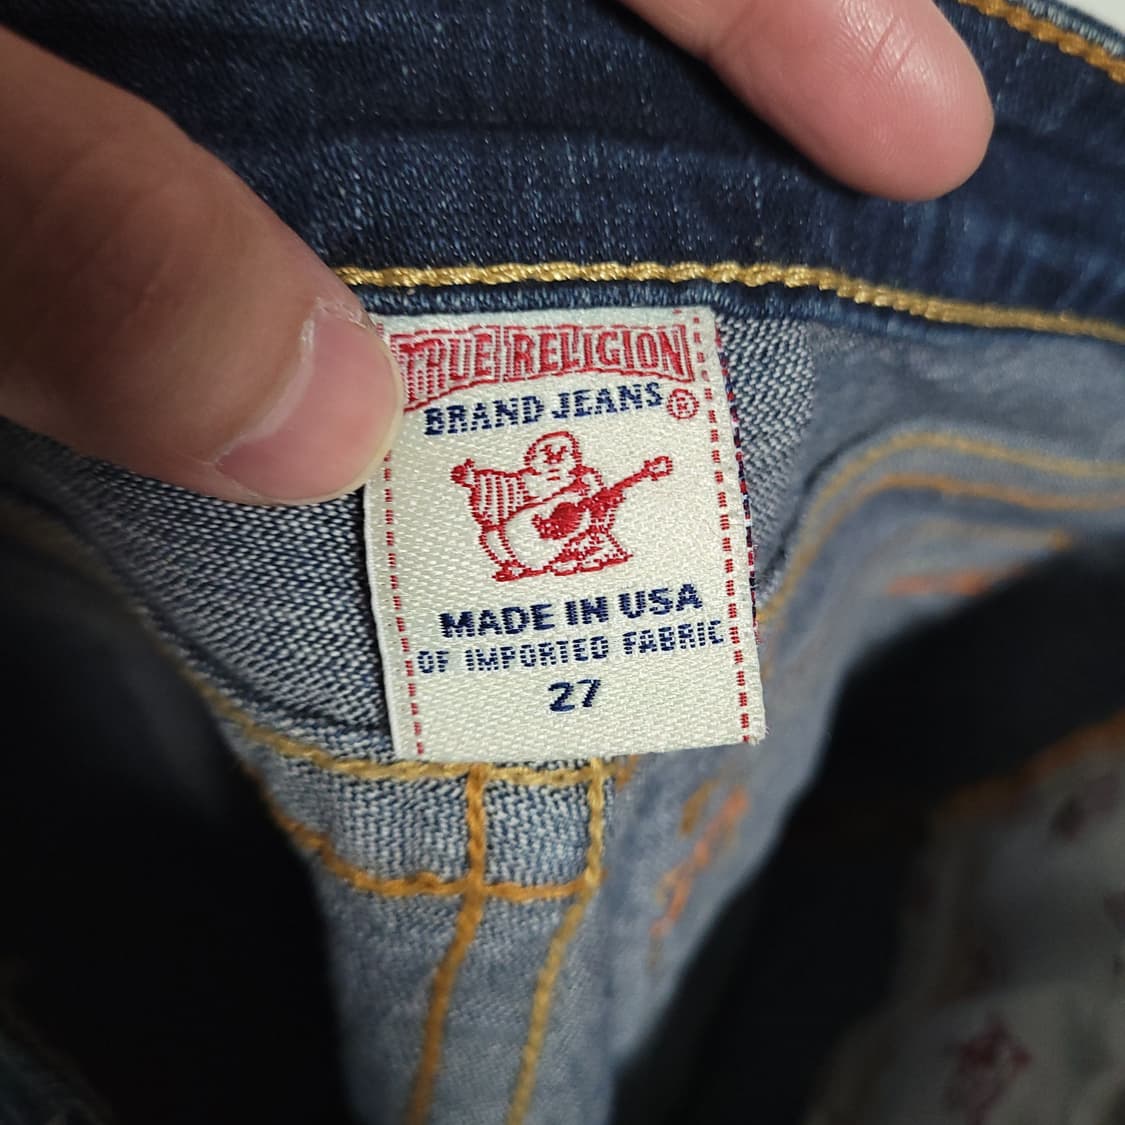 TRUE RELIGION
BRAND JEANS ®
MADE IN USA
OF IMPORTED FABRIC
27